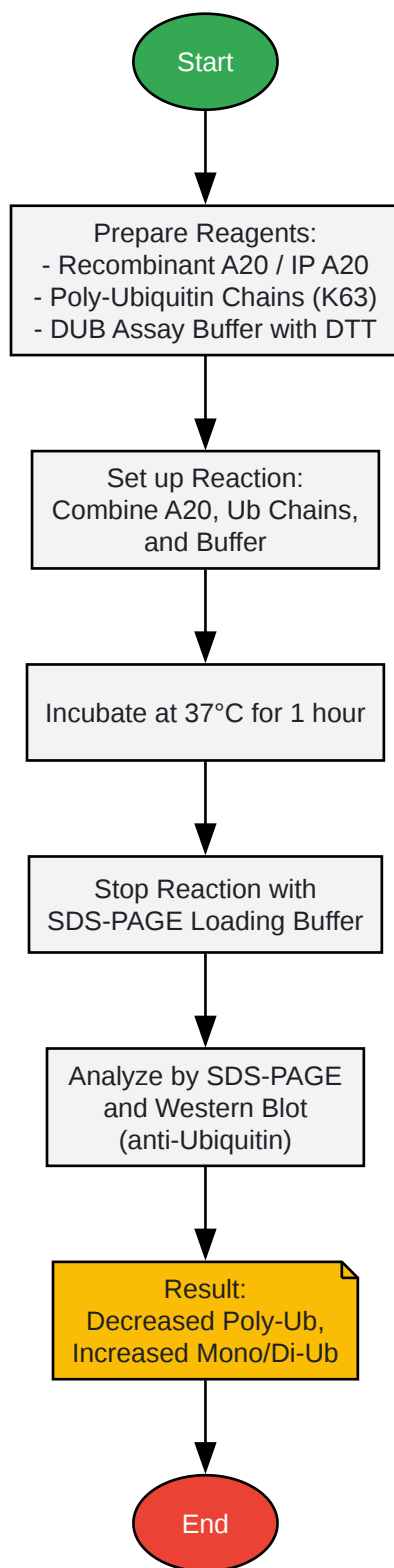 Start
Prepare Reagents:
- Recombinant A20 / IP A20
- Poly-Ubiquitin Chains (K63)
- DUB Assay Buffer with DTT
Set up Reaction:
Combine A20, Ub Chains,
and Buffer
Incubate at 37°C for 1 hour
Stop Reaction with
SDS-PAGE Loading Buffer
Analyze by SDS-PAGE
and Western Blot
(anti-Ubiquitin)
Result:
Decreased Poly-Ub,
Increased Mono/Di-Ub
End